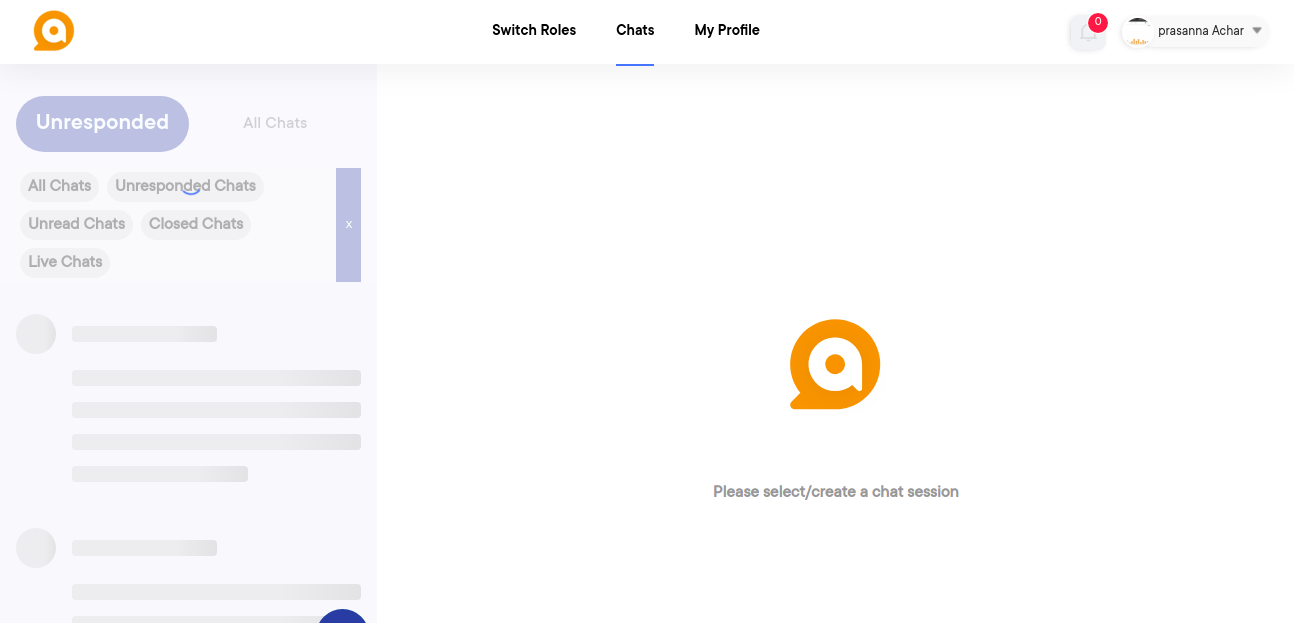 Switch Roles Chats My Profile 0 prasanna Achar
Unresponded All Chats
All Chats Unresponded Chats
Unread Chats Closed Chats x
Live Chats
Please select/create a chat session